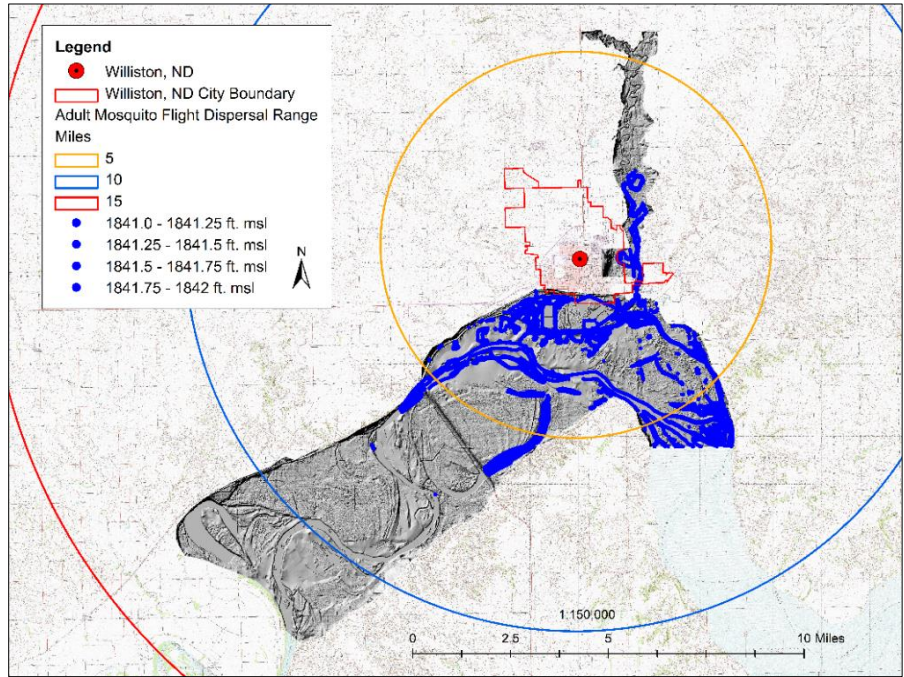 Legend
Williston, ND
Williston, ND City Boundary
Adult Mosquito Flight Dispersal Range
Miles
5
10
15
1841.0 - 1841.25 ft. msl
1841.25 - 1841.5 ft. msl
1841.5 - 1841.75 ft. msl
1841.75 - 1842 ft. msl
N
1:150,000
0 2.5 5 10 Miles